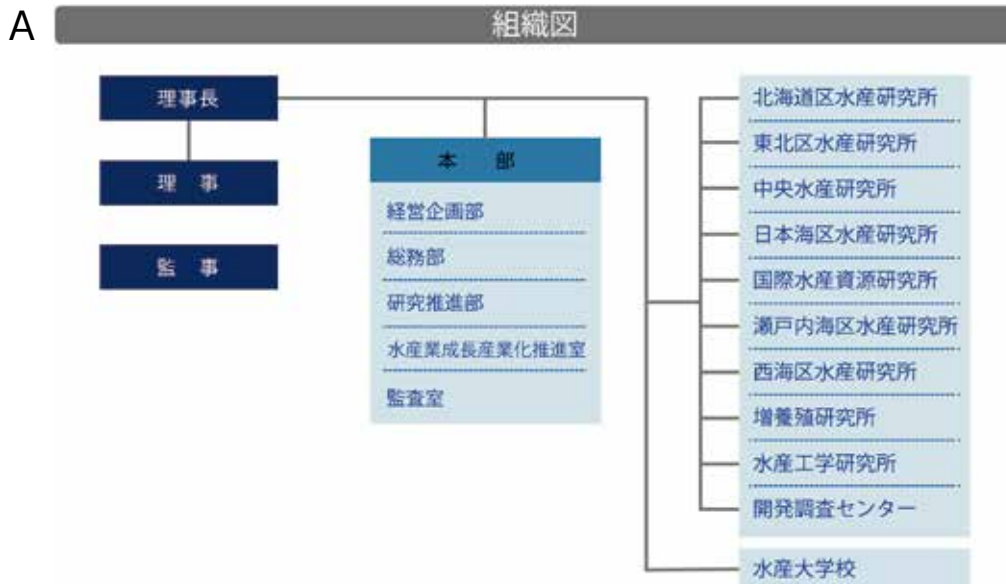 A
組織図
理事長
理 事
監 事
本 部
経営企画部
総務部
研究推進部
水産業成長産業化推進室
監査室
北海道区水産研究所
東北区水産研究所
中央水産研究所
日本海区水産研究所
国際水産資源研究所
瀬戸内海区水産研究所
西海区水産研究所
増養殖研究所
水産工学研究所
開発調査センター
水産大学校